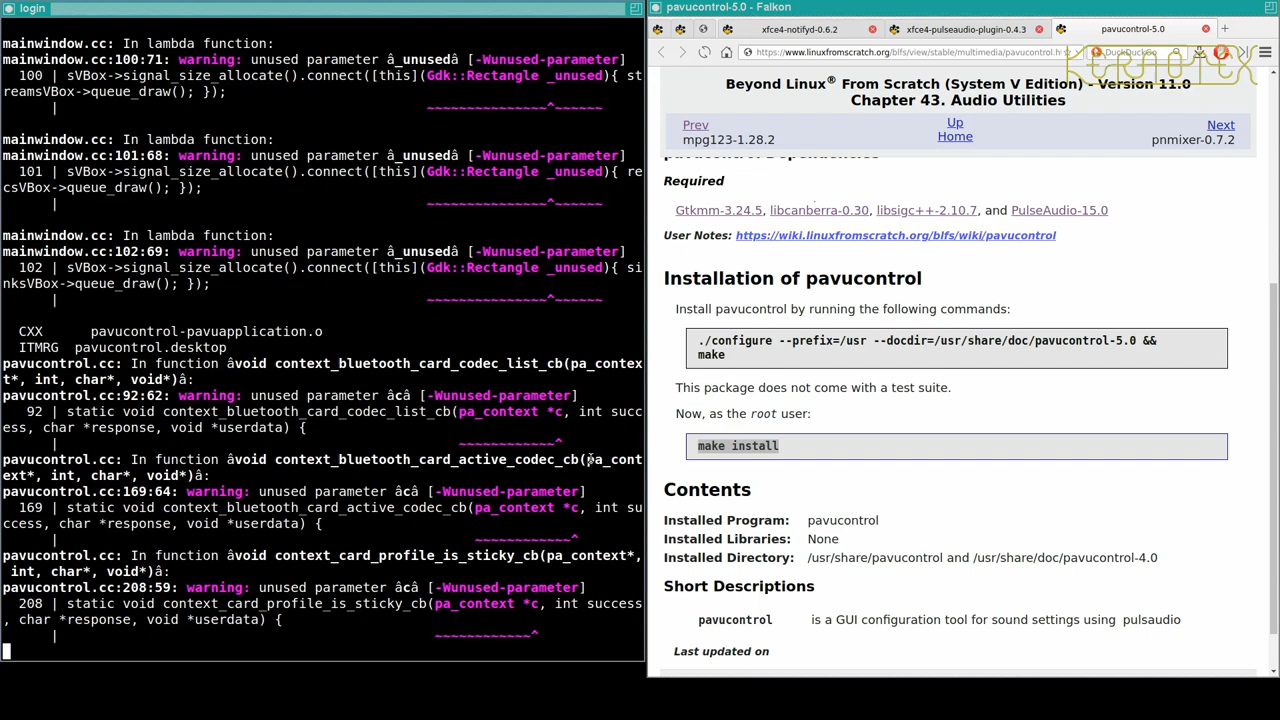 login
mainwindow.cc: In lambda function:
mainwindow.cc:100:71: warning: unused parameter â_unusedâ [-Wunused-parameter]
100 | sVBox->signal_size_allocate().connect([this](Gdk::Rectangle _unused){ st
reamsVBox->queue_draw(); });
| ~~~~~~~~~~~~~~~^~~~~~~
mainwindow.cc: In lambda function:
mainwindow.cc:101:68: warning: unused parameter â_unusedâ [-Wunused-parameter]
101 | sVBox->signal_size_allocate().connect([this](Gdk::Rectangle _unused){ re
csVBox->queue_draw(); });
| ~~~~~~~~~~~~~~~^~~~~~~
mainwindow.cc: In lambda function:
mainwindow.cc:102:69: warning: unused parameter â_unusedâ [-Wunused-parameter]
102 | sVBox->signal_size_allocate().connect([this](Gdk::Rectangle _unused){ si
nksVBox->queue_draw(); });
| ~~~~~~~~~~~~~~~^~~~~~~
CXX pavucontrol-pavuapplication.o
ITMRG pavucontrol.desktop
pavucontrol.cc: In function âvoid context_bluetooth_card_codec_list_cb(pa_contex
t*, int, char*, void*)â:
pavucontrol.cc:92:62: warning: unused parameter âcâ [-Wunused-parameter]
92 | static void context_bluetooth_card_codec_list_cb(pa_context *c, int succ
ess, char *response, void *userdata) {
| ~~~~~~~~~~~~^
pavucontrol.cc: In function âvoid context_bluetooth_card_active_codec_cb(pa_cont
ext*, int, char*, void*)â:
pavucontrol.cc:169:64: warning: unused parameter âcâ [-Wunused-parameter]
169 | static void context_bluetooth_card_active_codec_cb(pa_context *c, int su
ccess, char *response, void *userdata) {
| ~~~~~~~~~~~~^
pavucontrol.cc: In function âvoid context_card_profile_is_sticky_cb(pa_context*,
int, char*, void*)â:
pavucontrol.cc:208:59: warning: unused parameter âcâ [-Wunused-parameter]
208 | static void context_card_profile_is_sticky_cb(pa_context *c, int success
, char *response, void *userdata) {
| ~~~~~~~~~~~~^
pavucontrol-5.0 - Falkon
xfce4-notifyd-0.6.2
xfce4-pulseaudio-plugin-0.4.3
pavucontrol-5.0
https://www.linuxfromscratch.org/blfs/view/stable/multimedia/pavucontrol.h
DuckDuckGo
KERNOTEX
Beyond Linux® From Scratch (System V Edition) - Version 11.0
Chapter 43. Audio Utilities
Prev
Up
Next
mpg123-1.28.2
Home
pnmixer-0.7.2
pavucontrol Dependencies
Required
Gtkmm-3.24.5, libcanberra-0.30, libsigc++-2.10.7, and PulseAudio-15.0
User Notes: https://wiki.linuxfromscratch.org/blfs/wiki/pavucontrol
Installation of pavucontrol
Install pavucontrol by running the following commands:
./configure --prefix=/usr --docdir=/usr/share/doc/pavucontrol-5.0 &&
make
This package does not come with a test suite.
Now, as the root user:
make install
Contents
Installed Program: pavucontrol
Installed Libraries: None
Installed Directory: /usr/share/pavucontrol and /usr/share/doc/pavucontrol-4.0
Short Descriptions
pavucontrol is a GUI configuration tool for sound settings using pulsaudio
Last updated on